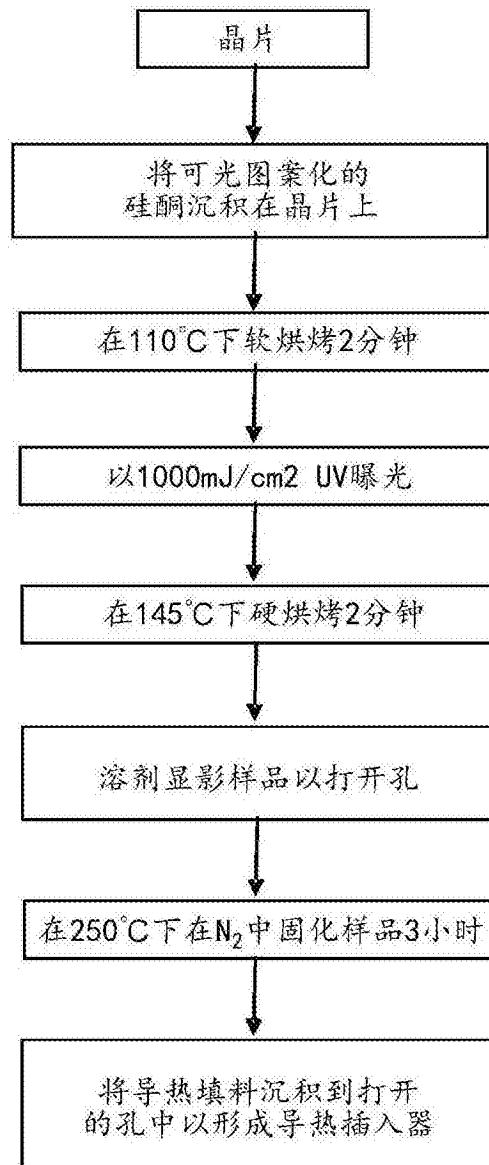 晶片
将可光图案化的
硅酮沉积在晶片上
在110℃下软烘烤2分钟
以1000mJ/cm2 UV曝光
在145℃下硬烘烤2分钟
溶剂显影样品以打开孔
在250℃下在N₂中固化样品3小时
将导热填料沉积到打开
的孔中以形成导热插入器